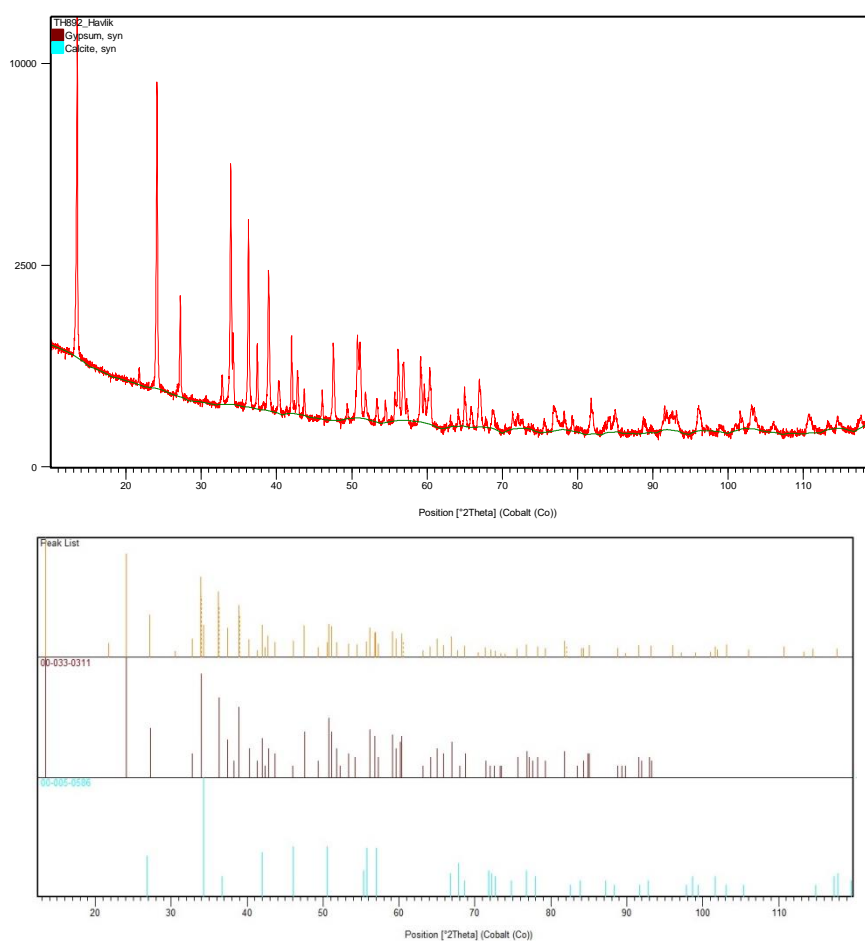 TH892_Havlik
Gypsum, syn
Calcite, syn
10000
2500
0
20 30 40 50 60 70 80 90 100 110
Position [°2Theta] (Cobalt (Co))
Peak List
00-033-0311
00-005-0586
20 30 40 50 60 70 80 90 100 110
Position [°2Theta] (Cobalt (Co))